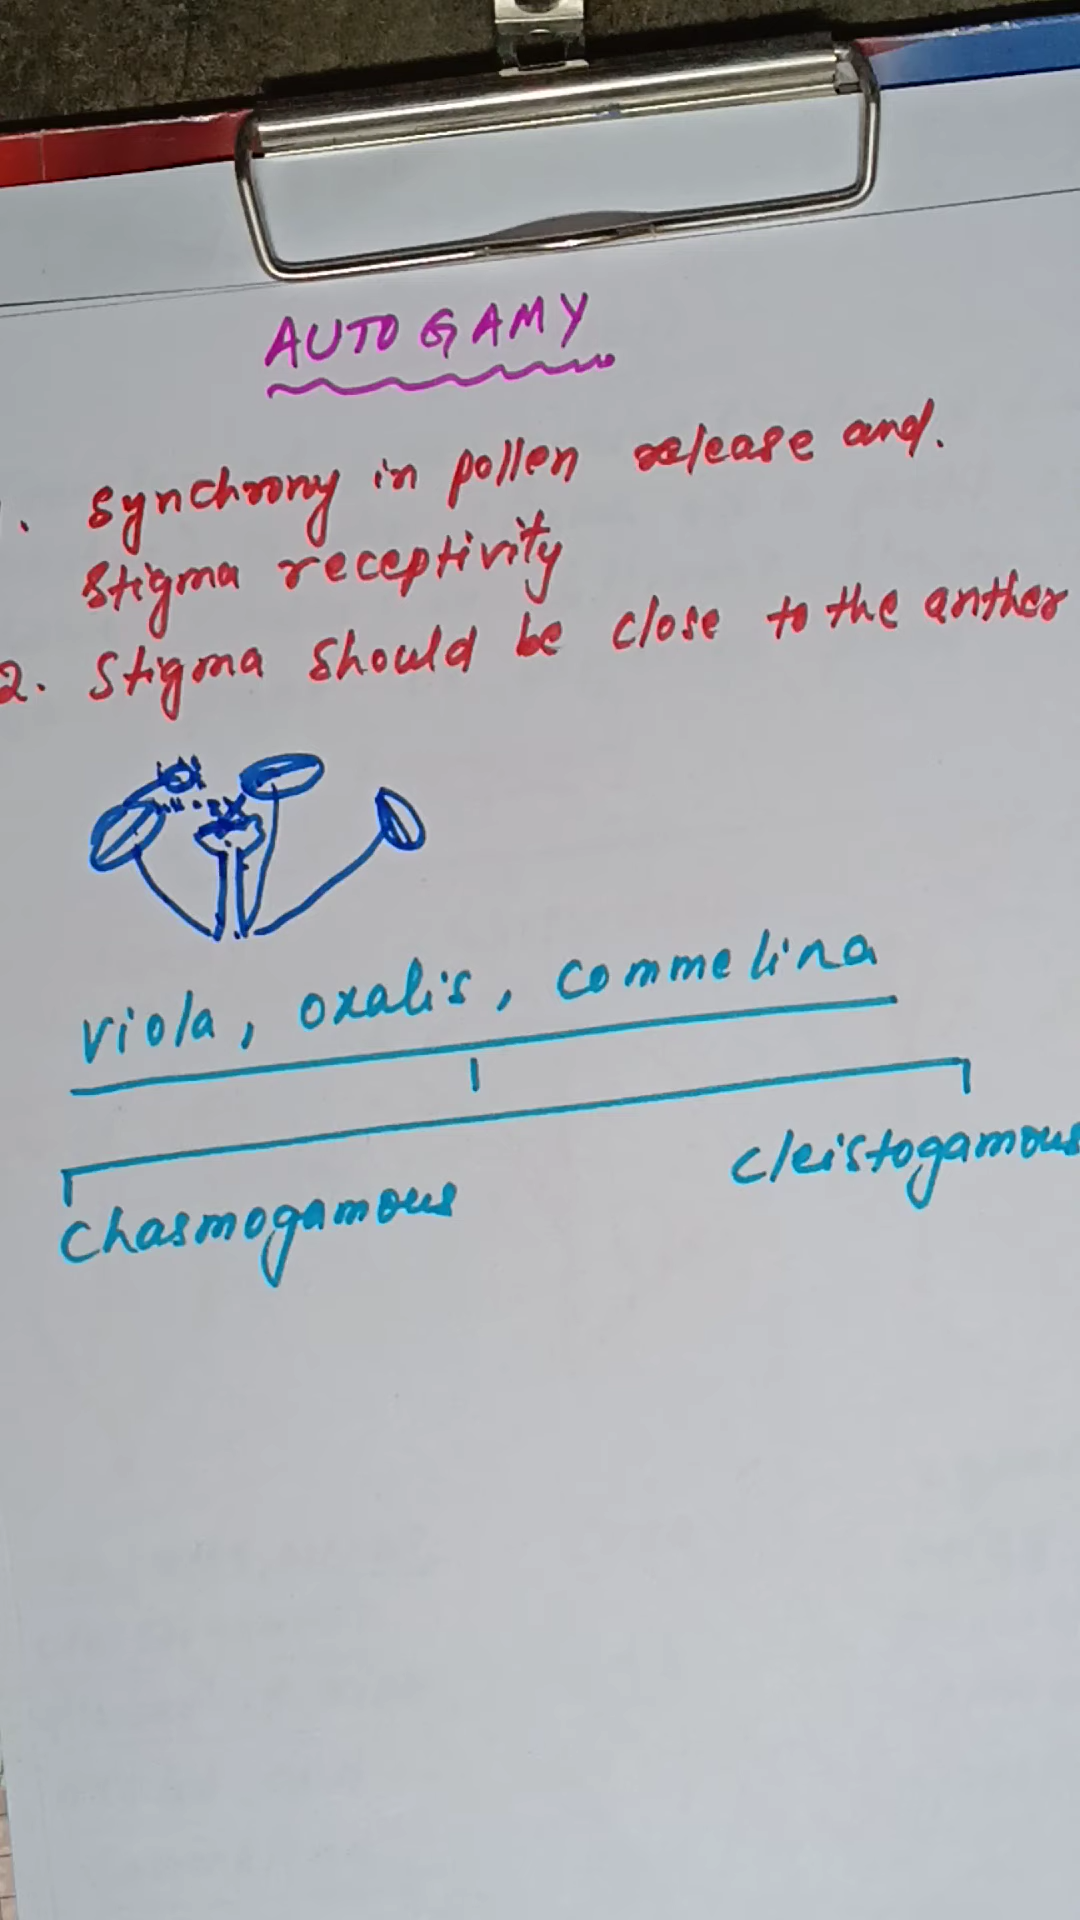 AUTOGAMY
1. Synchrony in pollen release and.
Stigma receptivity
2. Stigma should be close to the anther
viola, oxalis, commelina
Chasmogamous
cleistogamous